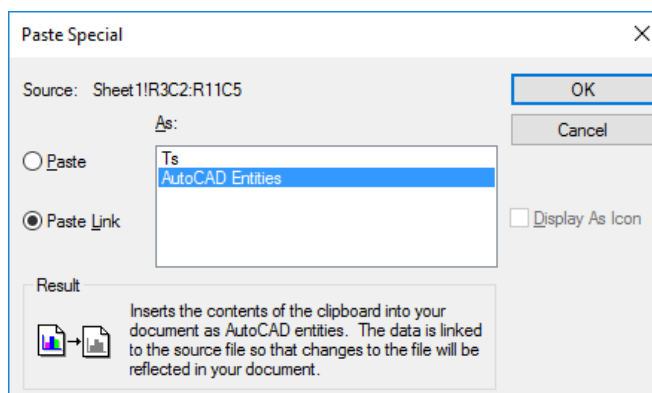 Paste Special
Source: Sheet1!R3C2:R11C5
OK
As:
Cancel
Paste
Ts
AutoCAD Entities
Paste Link
Display As Icon
Result
Inserts the contents of the clipboard into your
document as AutoCAD entities. The data is linked
to the source file so that changes to the file will be
reflected in your document.